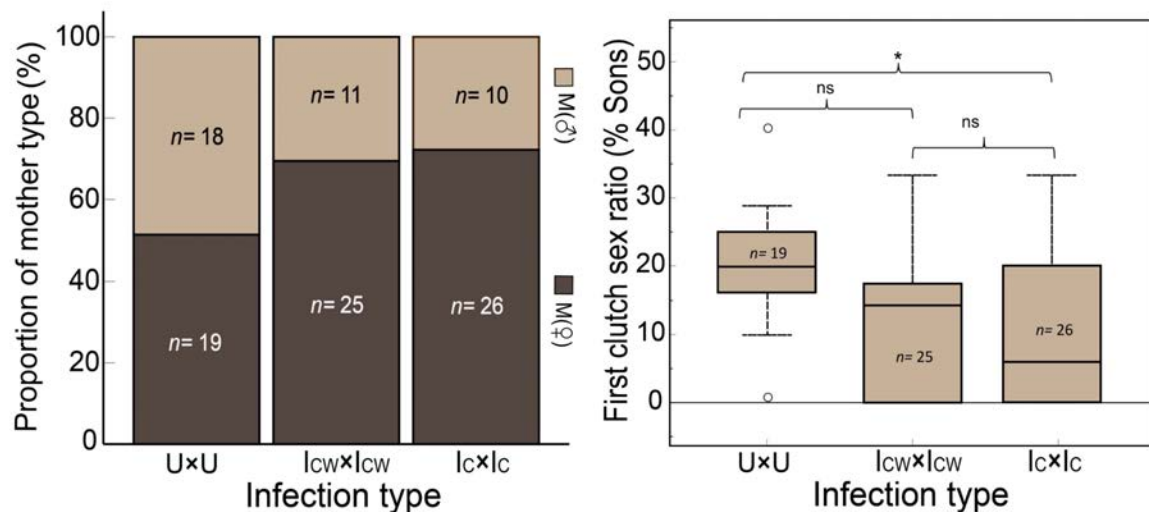 Proportion of mother type (%)
100
80
60
40
20
0
n= 18
n= 11
n= 10
n= 19
n= 25
n= 26
U×U
ICW×ICW
IC×IC
Infection type
M(♂)
M(♀)
First clutch sex ratio (% Sons)
50
40
30
20
10
0
*
ns
ns
n= 19
n= 25
n= 26
U×U
ICW×ICW
IC×IC
Infection type